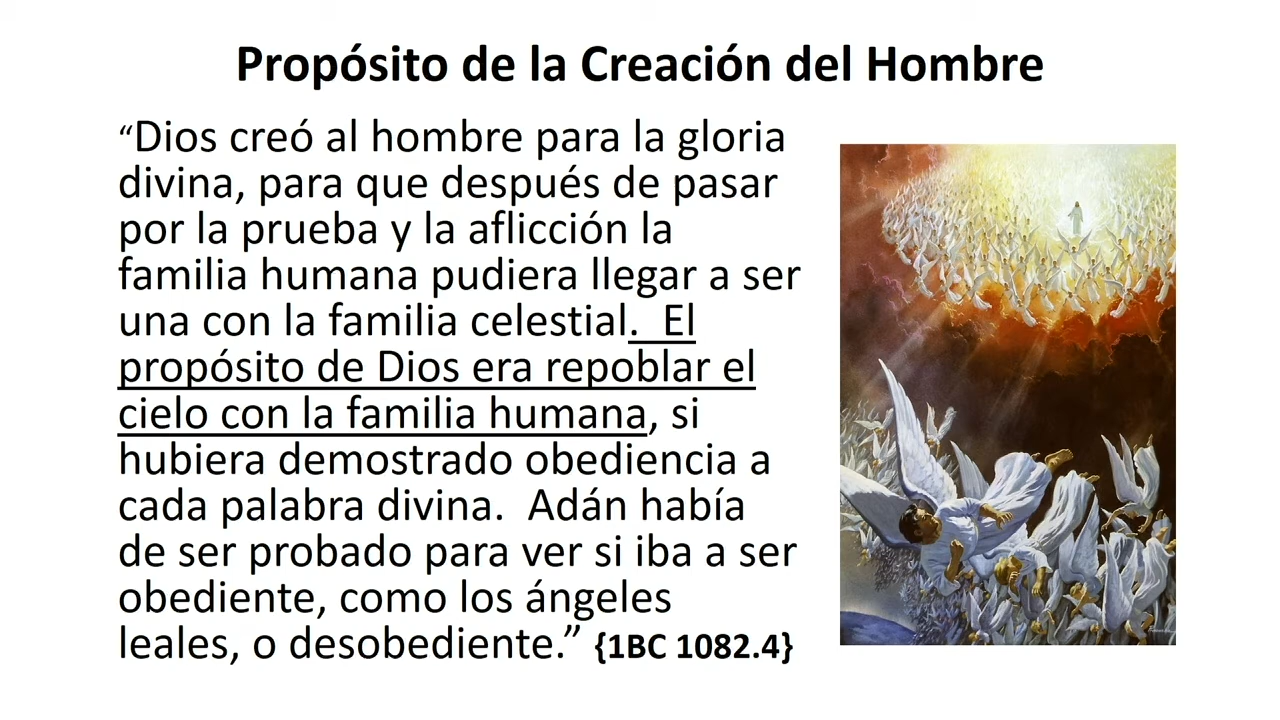 Propósito de la Creación del Hombre
“Dios creó al hombre para la gloria
divina, para que después de pasar
por la prueba y la aflicción la
familia humana pudiera llegar a ser
una con la familia celestial.  El
propósito de Dios era repoblar el
cielo con la familia humana, si
hubiera demostrado obediencia a
cada palabra divina.  Adán había
de ser probado para ver si iba a ser
obediente, como los ángeles
leales, o desobediente.” {1BC 1082.4}